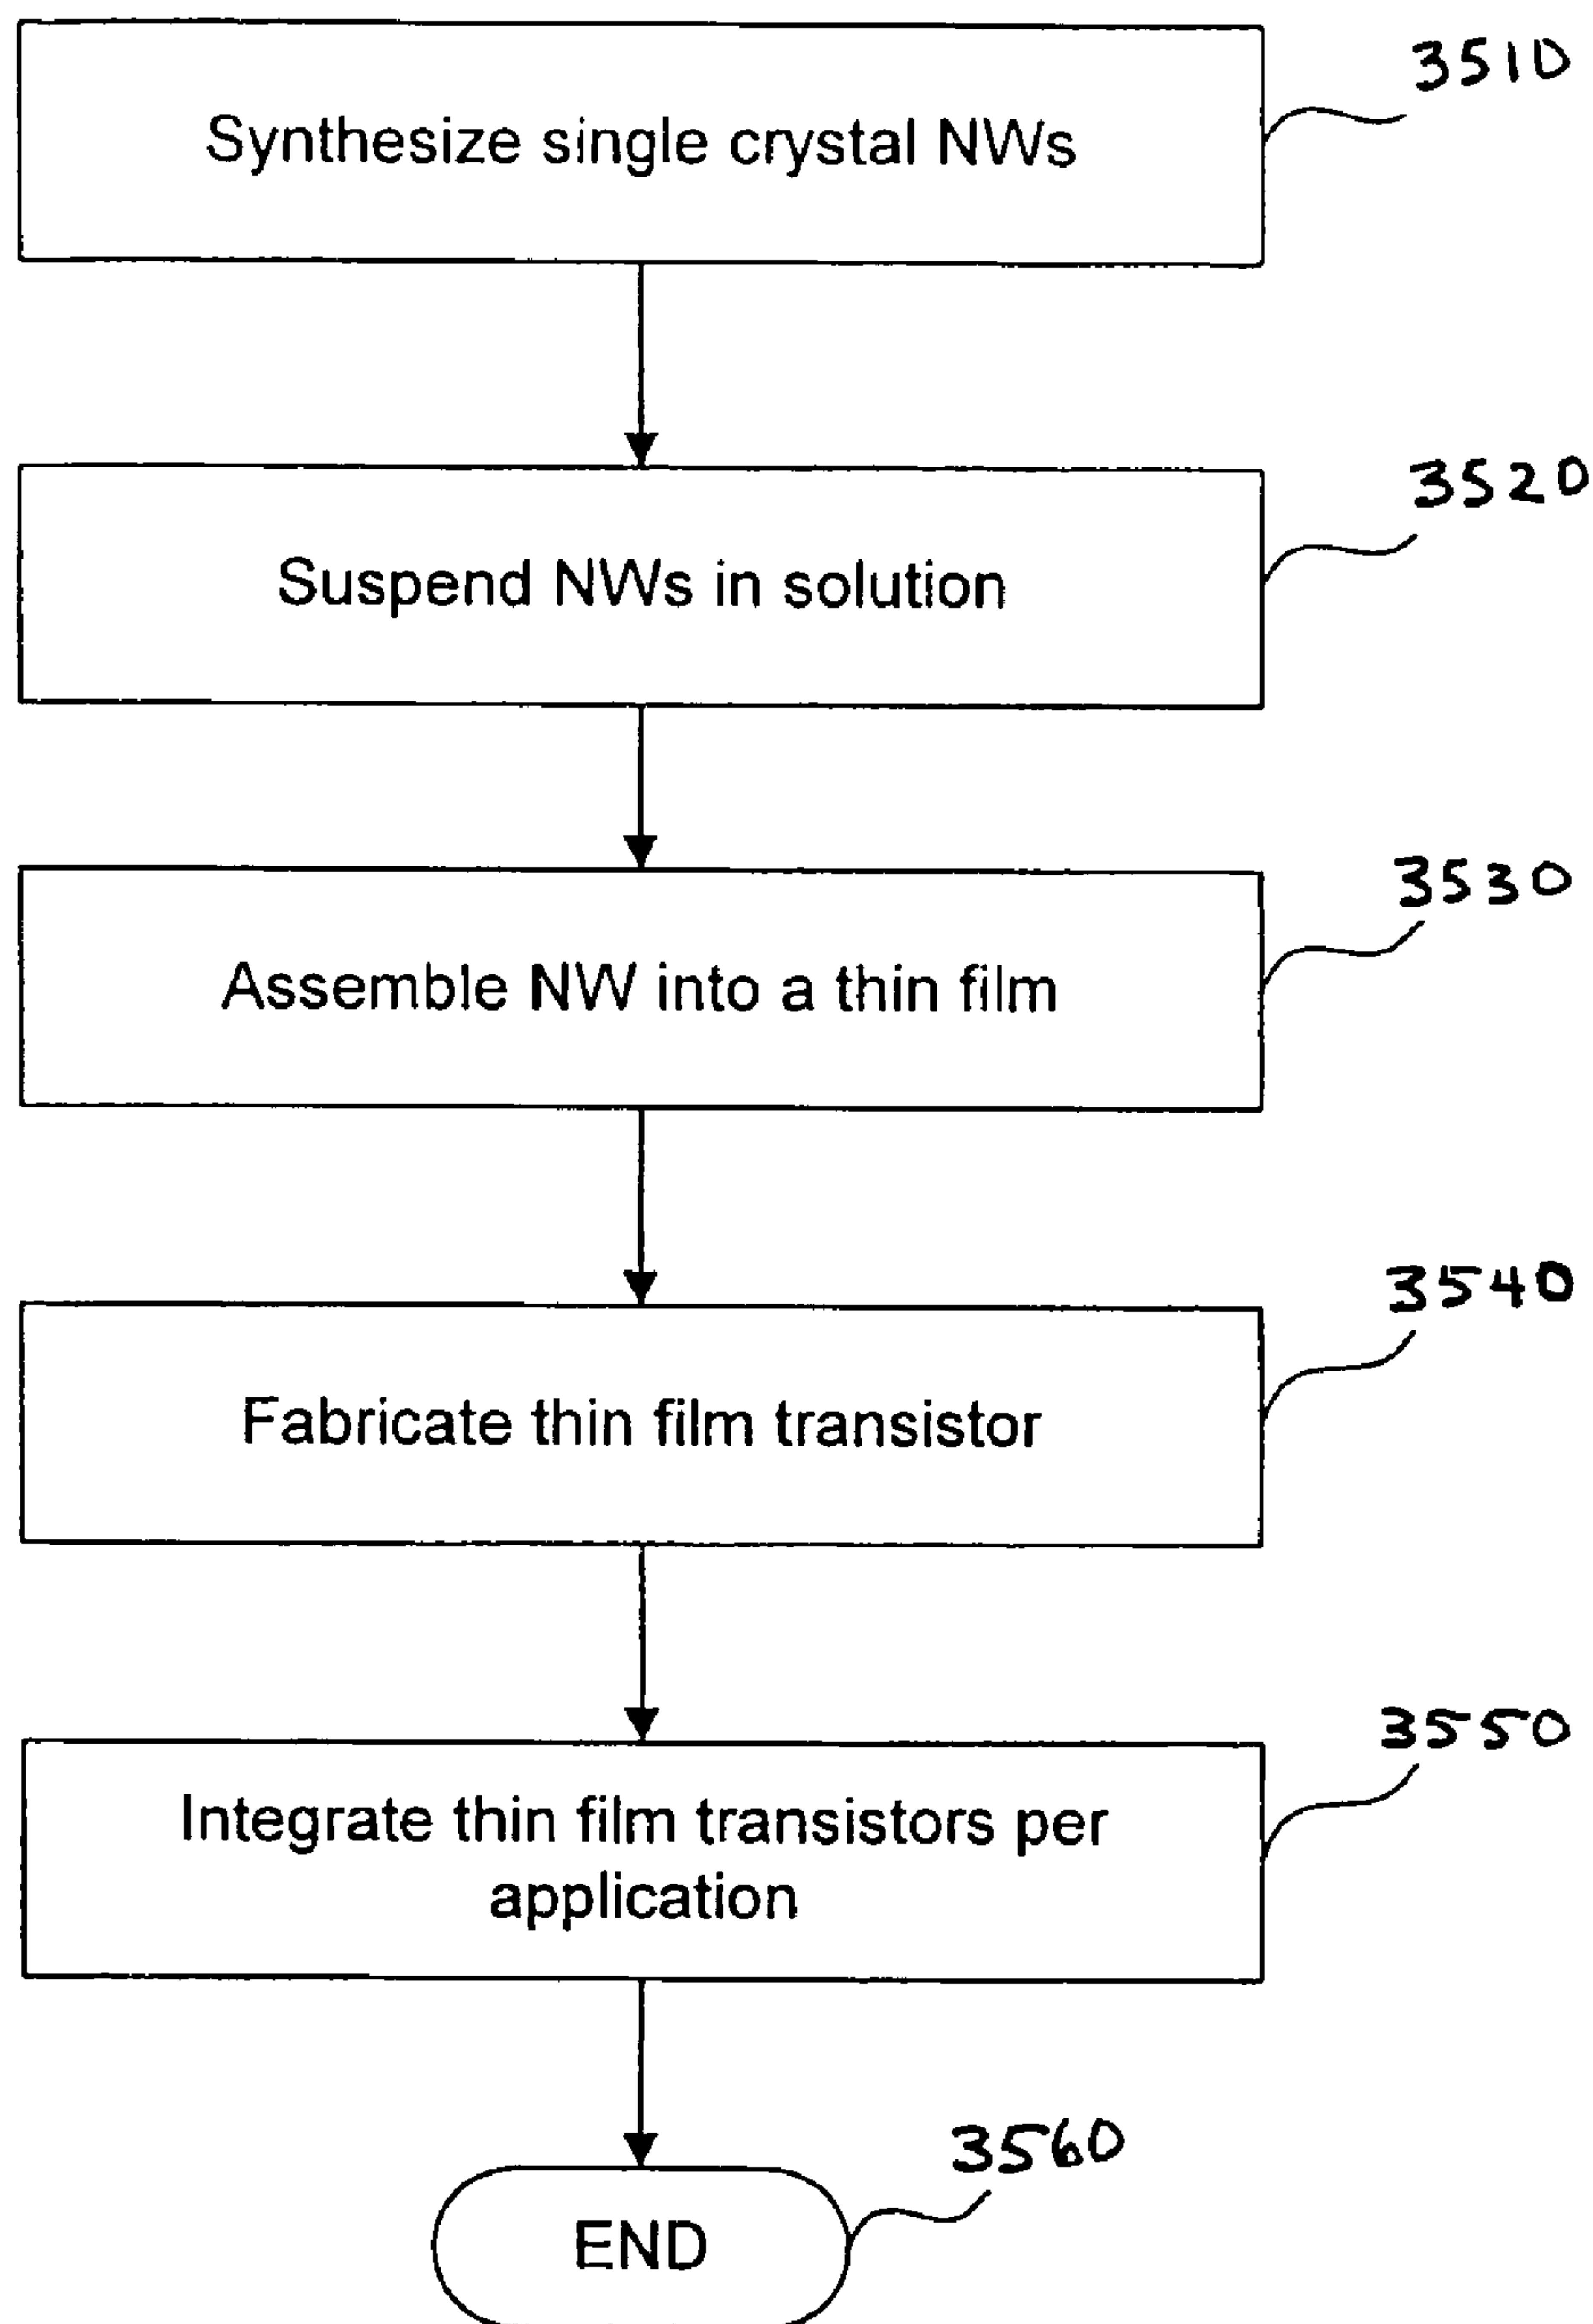 3510
Synthesize single crystal NWs
3520
Suspend NWs in solution
3530
Assemble NW into a thin film
3540
Fabricate thin film transistor
3550
Integrate thin film transistors per
application
3560
END